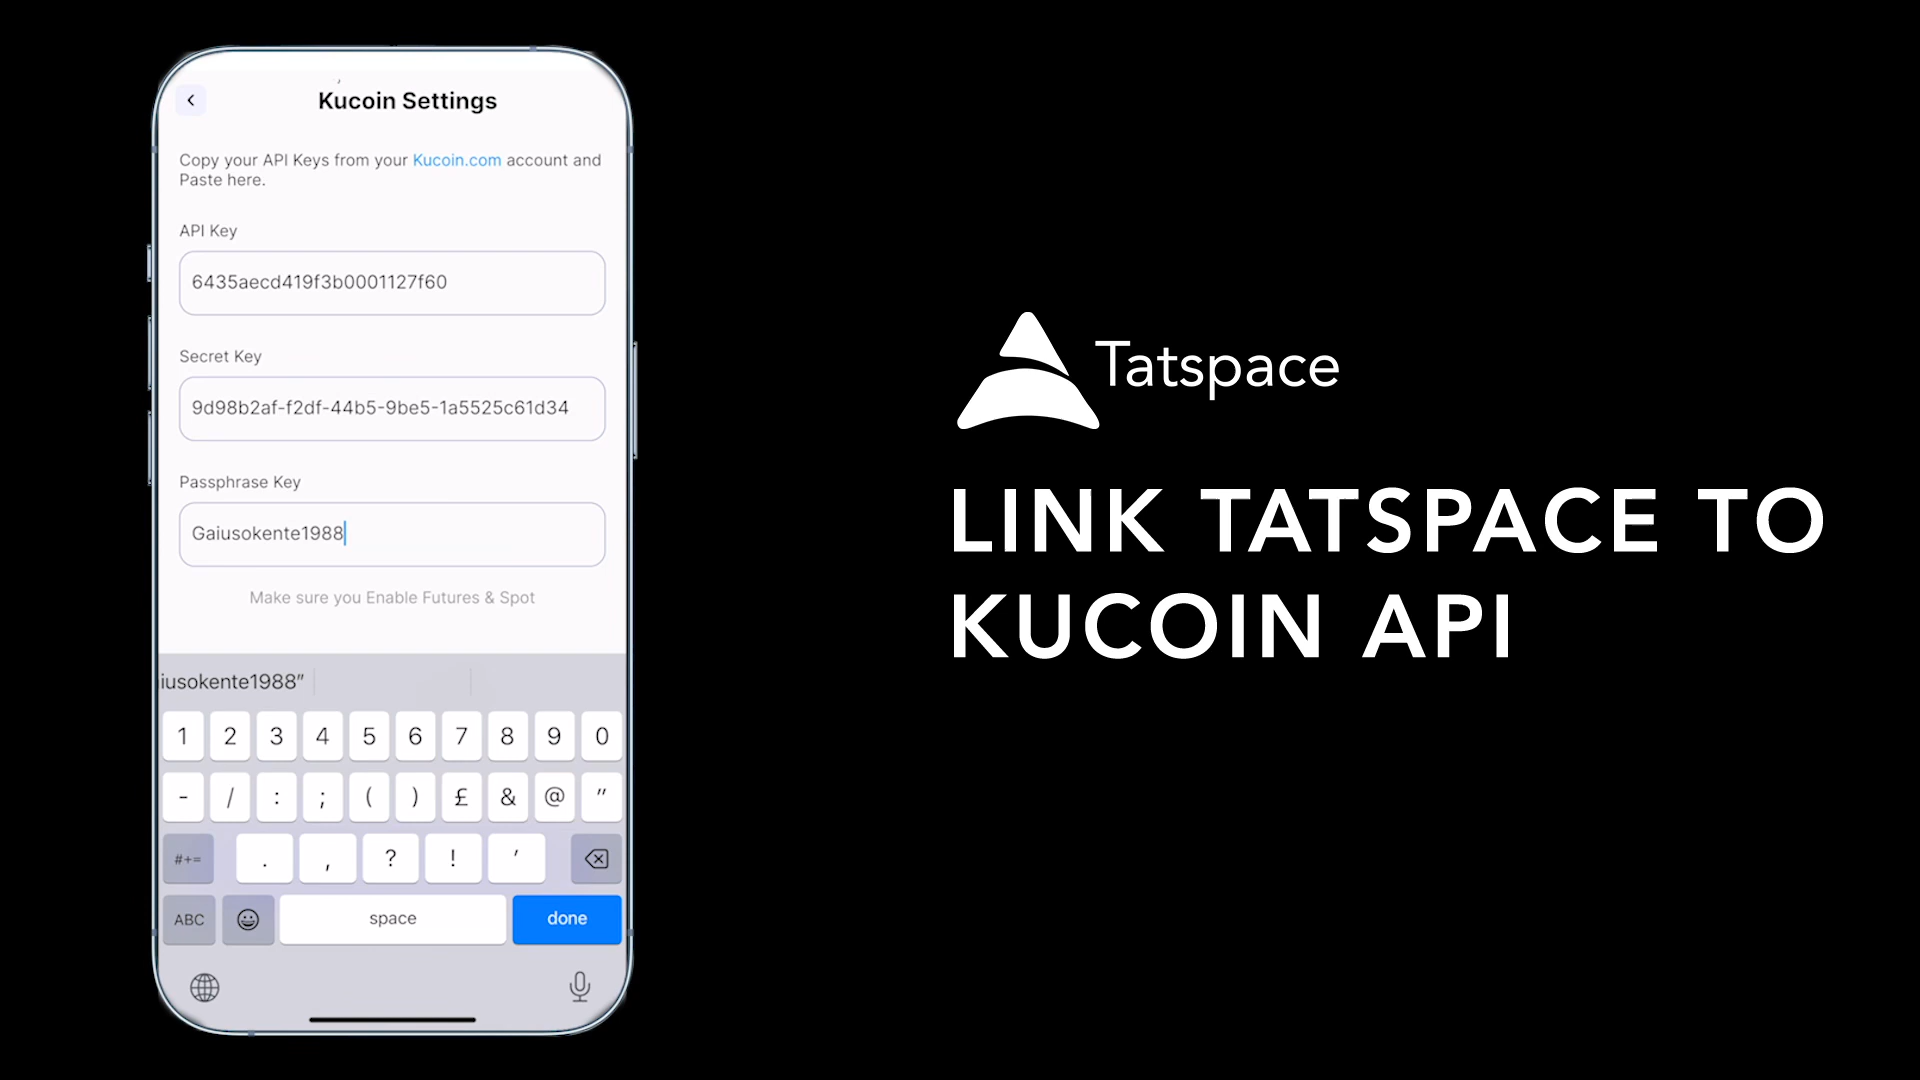 Kucoin Settings
Copy your API Keys from your Kucoin.com account and
Paste here.
API Key
6435aecd419f3b0001127f60
Secret Key
9d98b2af-f2df-44b5-9be5-1a5525c61d34
Passphrase Key
Gaiusokente1988
Make sure you Enable Futures & Spot
iusokente1988”
1 2 3 4 5 6 7 8 9 0
- / : ; ( ) £ & @ "
#+= . , ? ! ’
ABC space done
Tatspace
LINK TATSPACE TO
KUCOIN API